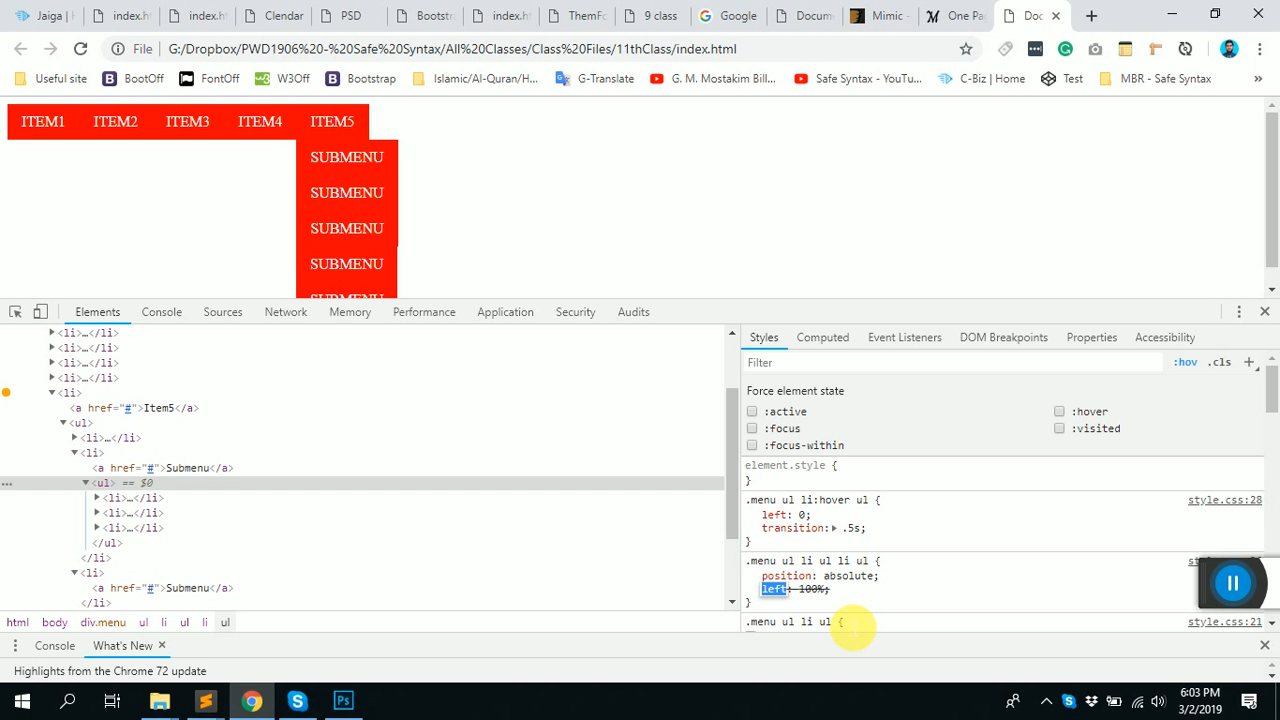 Jaiga | index.ht
index.ht
Clendar
PSD
Bootstr
index.ht
ThemFo
9 class
Google
Docum
Mimic -
One Pa
Doc
File
G:/Dropbox/PWD1906%20-%20Safe%20Syntax/All%20Classes/Class%20Files/11thClass/index.html
Useful site
BootOff
FontOff
W3Off
Bootstrap
Islamic/Al-Quran/H...
G-Translate
G. M. Mostakim Bill...
Safe Syntax - YouTu...
C-Biz | Home
Test
MBR - Safe Syntax
»
ITEM1 ITEM2 ITEM3 ITEM4 ITEM5
SUBMENU
SUBMENU
SUBMENU
SUBMENU
SUBMENU
Elements Console Sources Network Memory Performance Application Security Audits
<li>…</li>
<li>…</li>
<li>…</li>
<li>…</li>
<li>
<a href="#">Item5</a>
<ul>
<li>…</li>
<li>
<a href="#">Submenu</a>
<ul> == $0
<li>…</li>
<li>…</li>
<li>…</li>
</ul>
</li>
<li>
<a href="#">Submenu</a>
</li>
html body div.menu ul li ul li ul
Styles Computed Event Listeners DOM Breakpoints Properties Accessibility
Filter
:hov .cls +
Force element state
:active :hover
:focus :visited
:focus-within
element.style {
}
.menu ul li:hover ul { style.css:28
left: 0;
transition: .5s;
}
.menu ul li ul li ul {
position: absolute;
left: 100%;
}
.menu ul li ul { style.css:21
Console What's New
Highlights from the Chrome 72 update
6:03 PM
3/2/2019